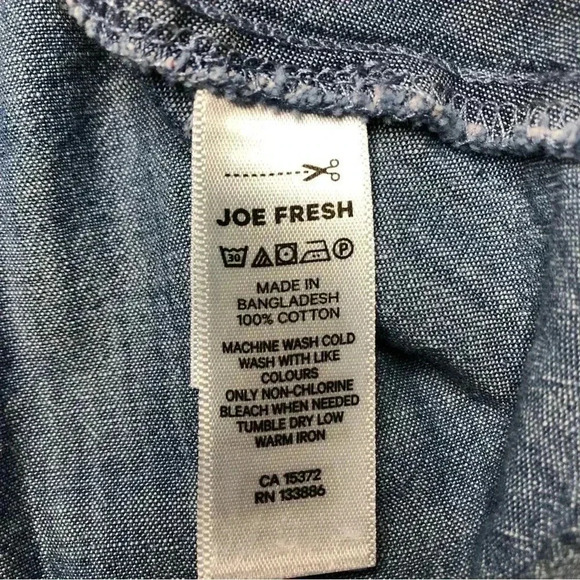 JOE FRESH
30 P
MADE IN
BANGLADESH
100% COTTON
MACHINE WASH COLD
WASH WITH LIKE
COLOURS
ONLY NON-CHLORINE
BLEACH WHEN NEEDED
TUMBLE DRY LOW
WARM IRON
CA 15372
RN 133886